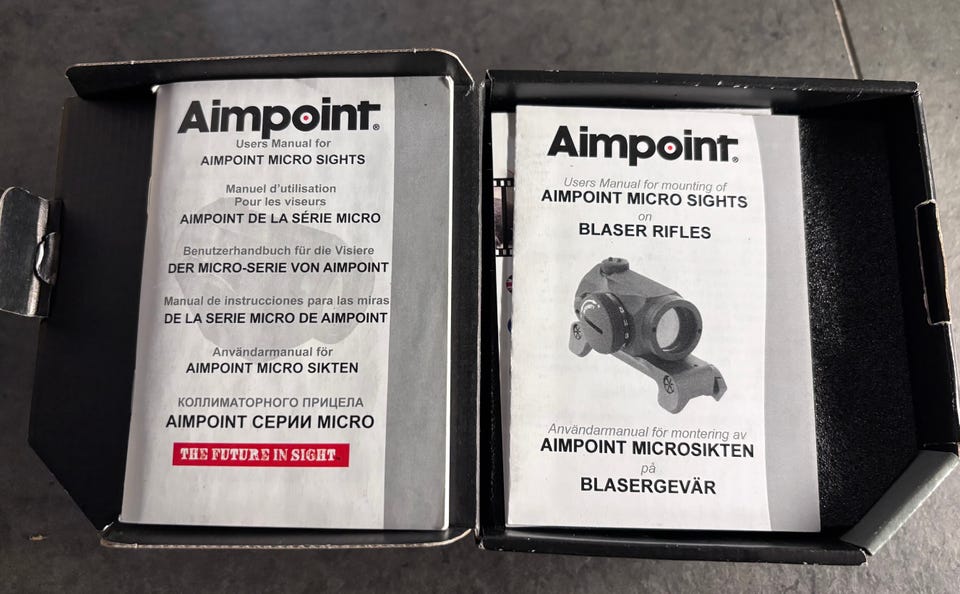 Aimpoint®
Users Manual for
AIMPOINT MICRO SIGHTS
Manuel d'utilisation
Pour les viseurs
AIMPOINT DE LA SÉRIE MICRO
Benutzerhandbuch für die Visiere
DER MICRO-SERIE VON AIMPOINT
Manual de instrucciones para las miras
DE LA SERIE MICRO DE AIMPOINT
Användarmanual för
AIMPOINT MICRO SIKTEN
КОЛЛИМАТОРНОГО ПРИЦЕЛА
AIMPOINT СЕРИИ MICRO
THE FUTURE IN SIGHT
Aimpoint®
Users Manual for mounting of
AIMPOINT MICRO SIGHTS
on
BLASER RIFLES
Användarmanual för montering av
AIMPOINT MICROSIKTEN
på
BLASERGEVÄR